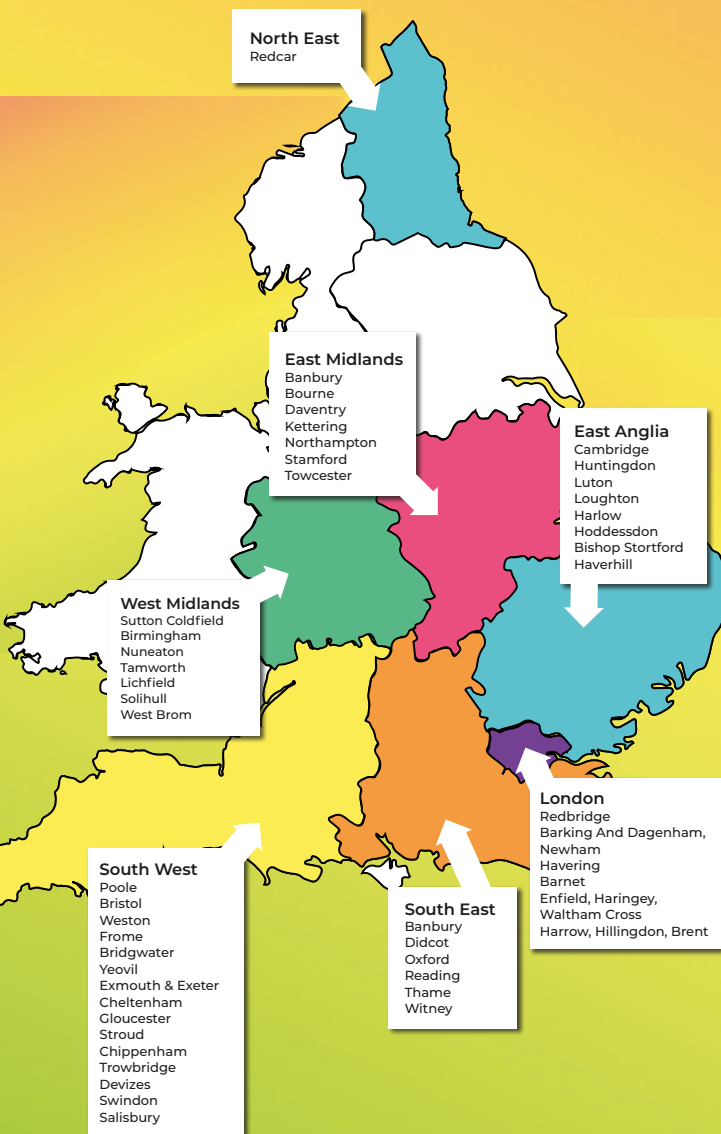 North East
Redcar
East Midlands
Banbury
Bourne
Daventry
Kettering
Northampton
Stamford
Towcester
East Anglia
Cambridge
Huntingdon
Luton
Loughton
Harlow
Hoddessdon
Bishop Stortford
Haverhill
West Midlands
Sutton Coldfield
Birmingham
Nuneaton
Tamworth
Lichfield
Solihull
West Brom
London
Redbridge
Barking And Dagenham,
Newham
Havering
Barnet
Enfield, Haringey,
Waltham Cross
Harrow, Hillingdon, Brent
South West
Poole
Bristol
Weston
Frome
Bridgwater
Yeovil
Exmouth & Exeter
Cheltenham
Gloucester
Stroud
Chippenham
Trowbridge
Devizes
Swindon
Salisbury
South East
Banbury
Didcot
Oxford
Reading
Thame
Witney